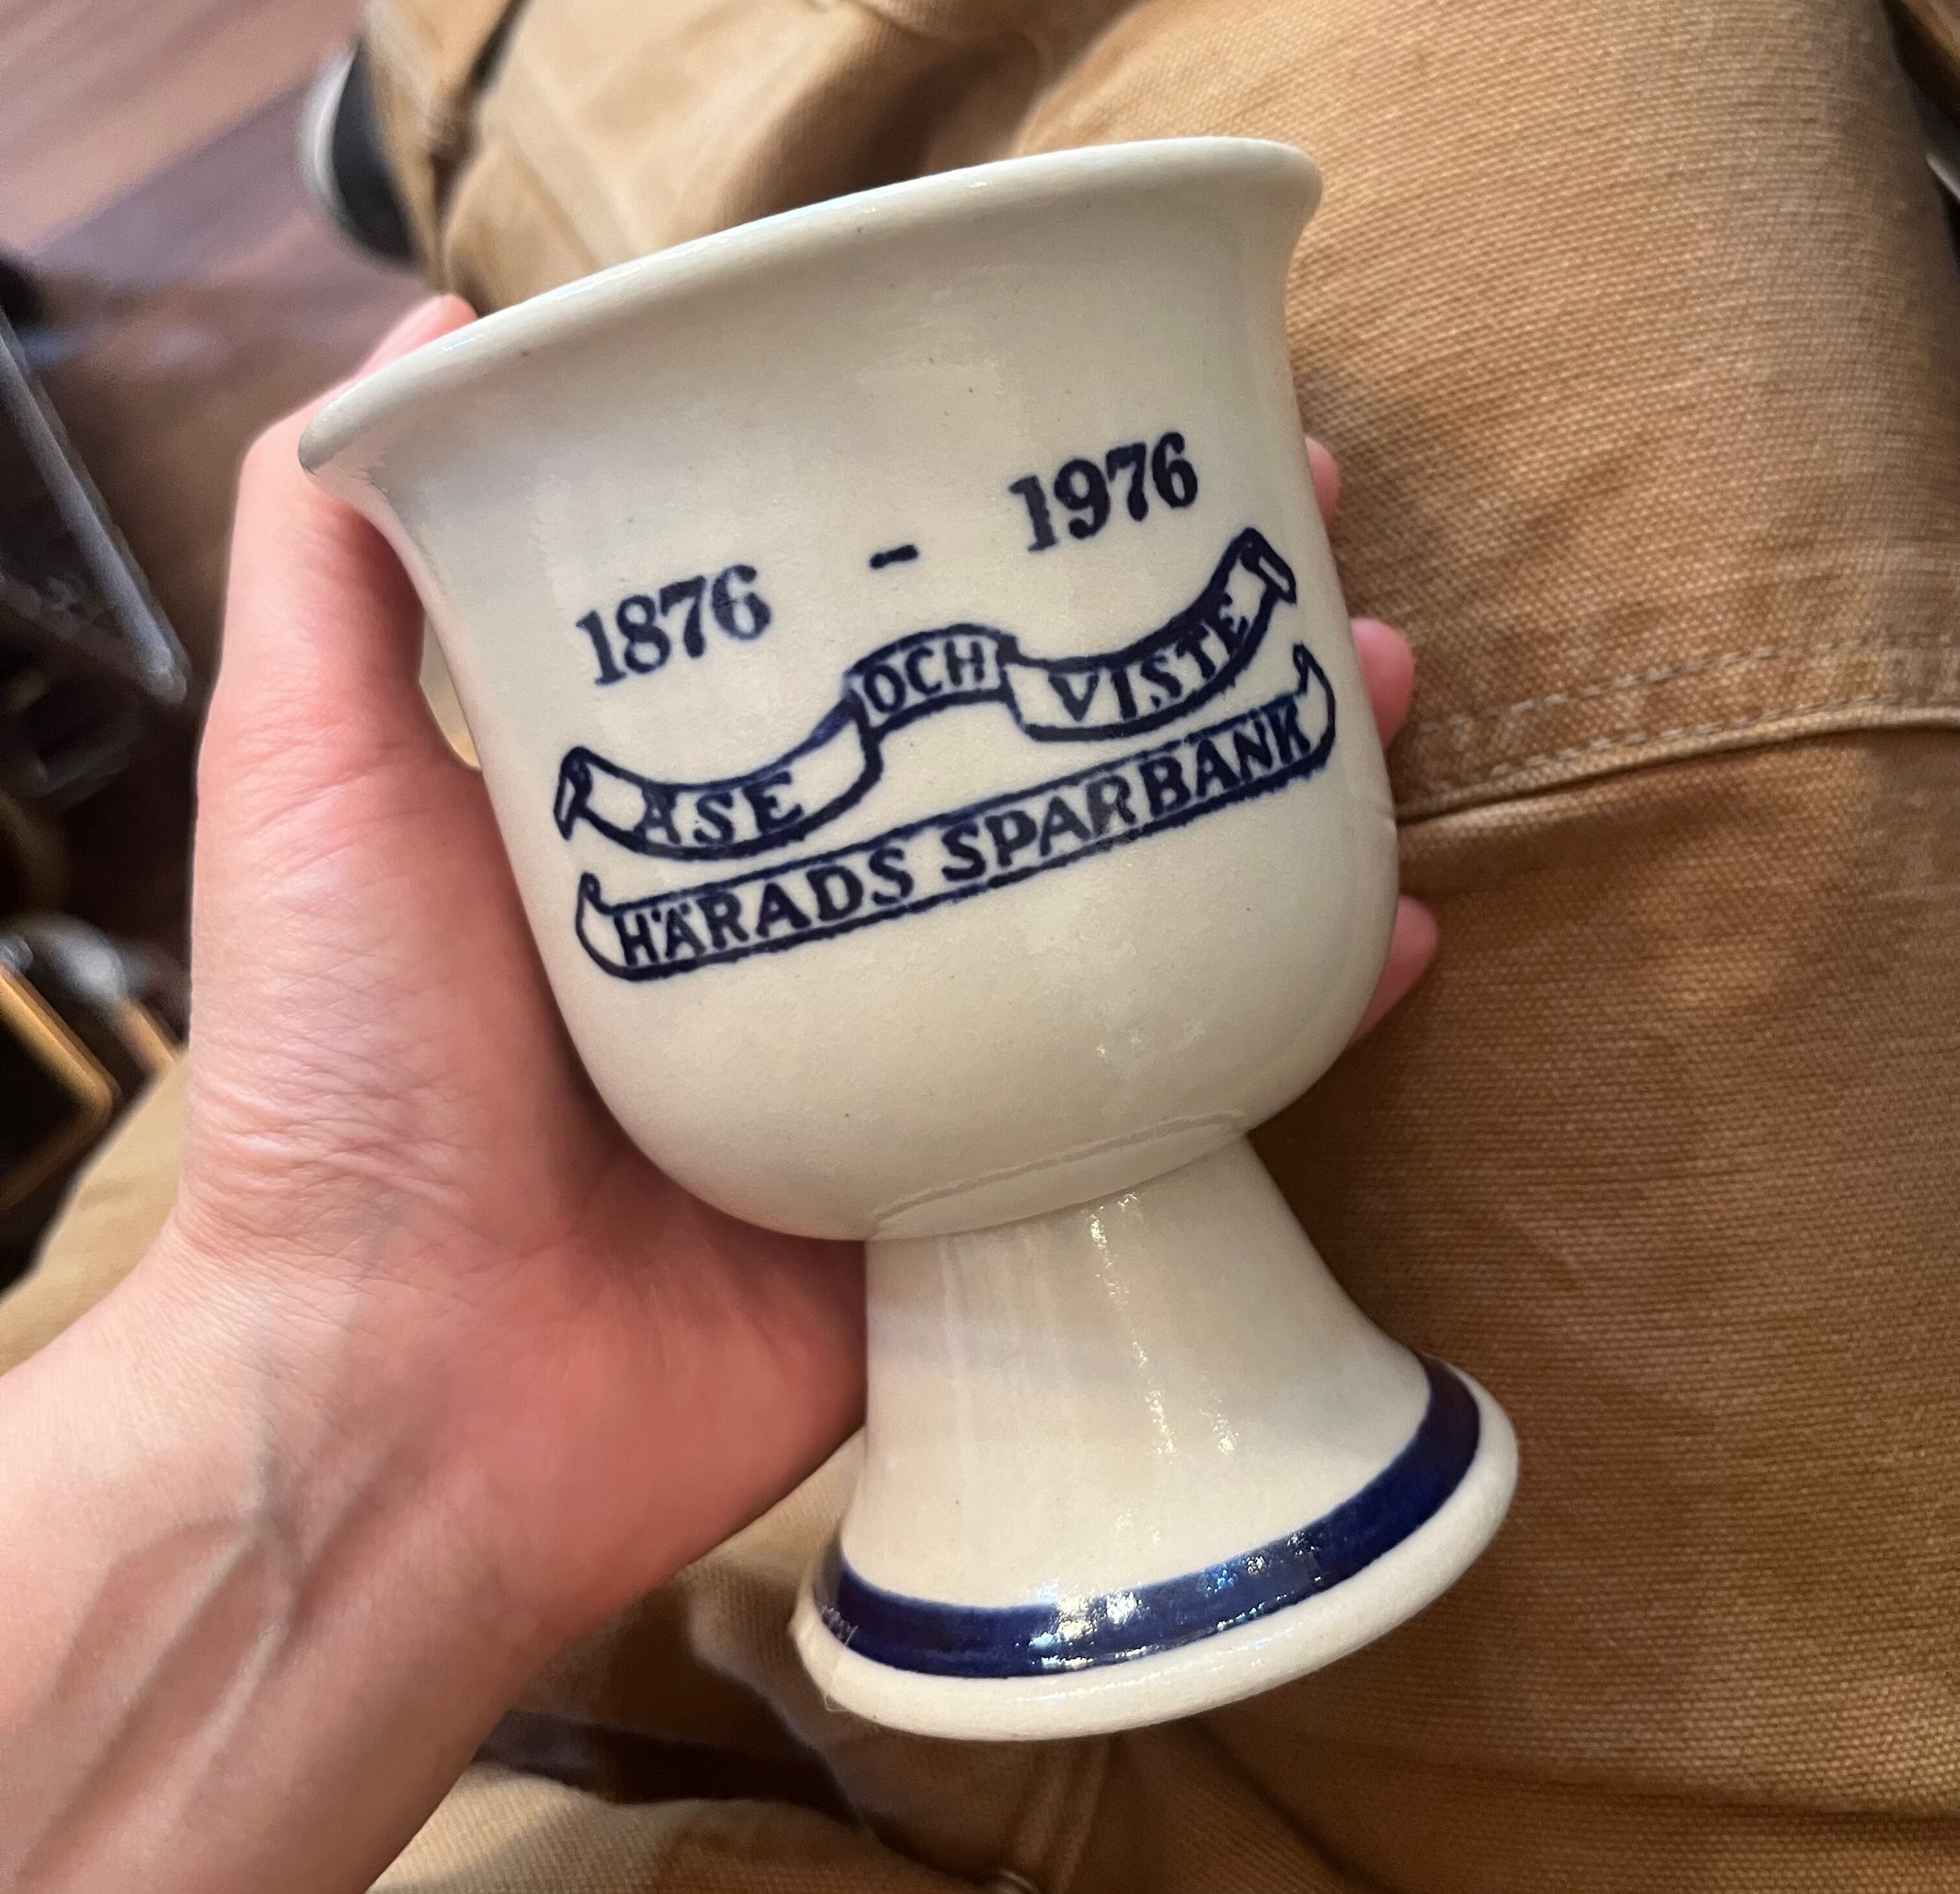 1876 - 1976
ÅSE OCH VISTE
HÄRADS SPARBANK